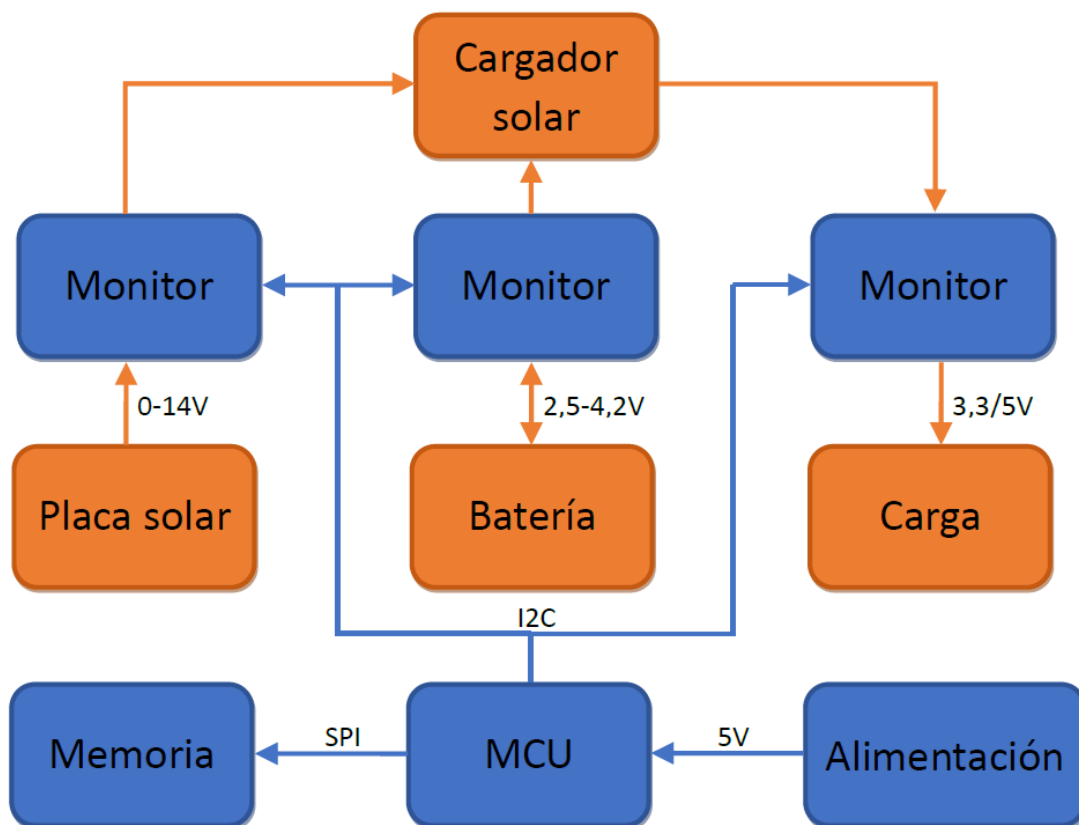 Cargador
solar
Monitor
Monitor
Monitor
0-14V
2,5-4,2V
3,3/5V
Placa solar
Batería
Carga
I2C
Memoria
SPI
MCU
5V
Alimentación